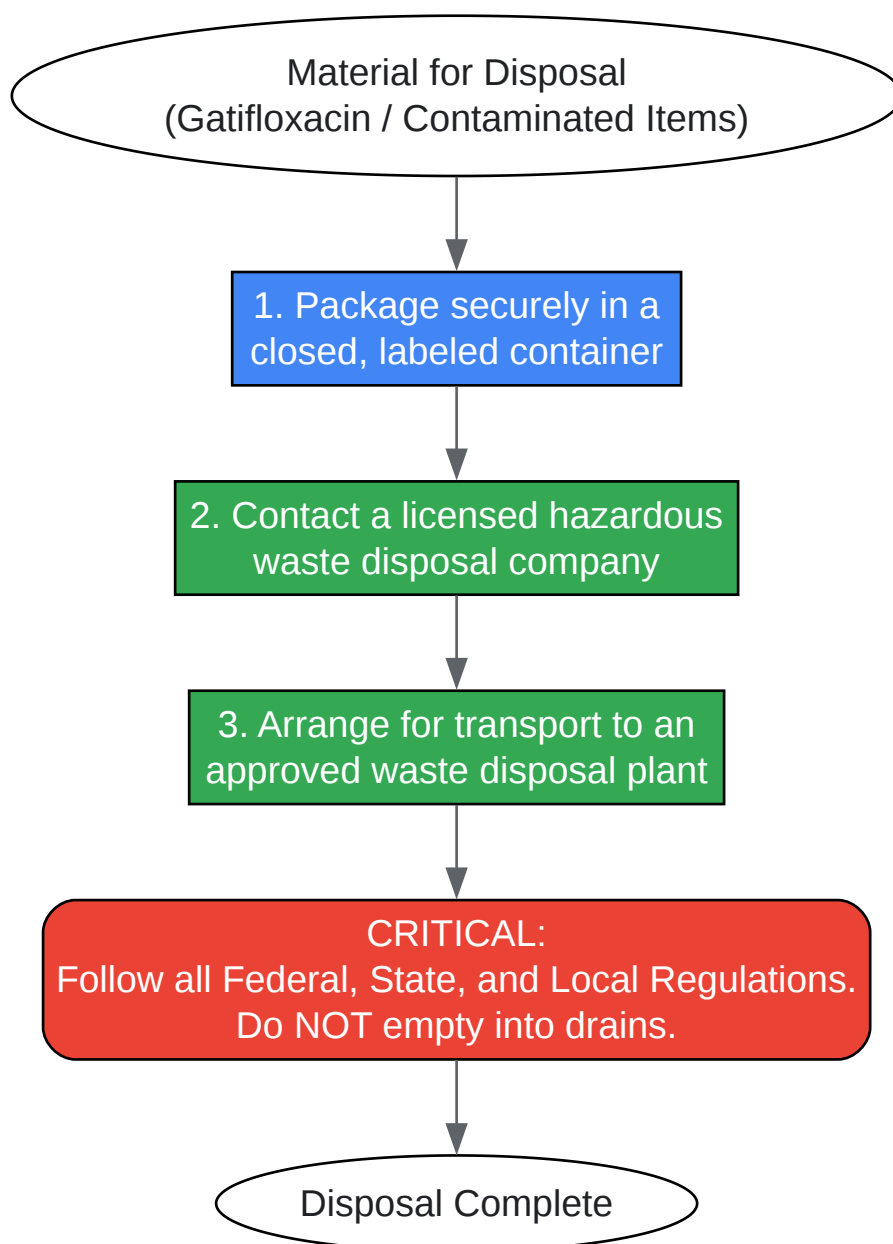 Material for Disposal
(Gatifloxacin / Contaminated Items)
1. Package securely in a
closed, labeled container
2. Contact a licensed hazardous
waste disposal company
3. Arrange for transport to an
approved waste disposal plant
CRITICAL:
Follow all Federal, State, and Local Regulations.
Do NOT empty into drains.
Disposal Complete